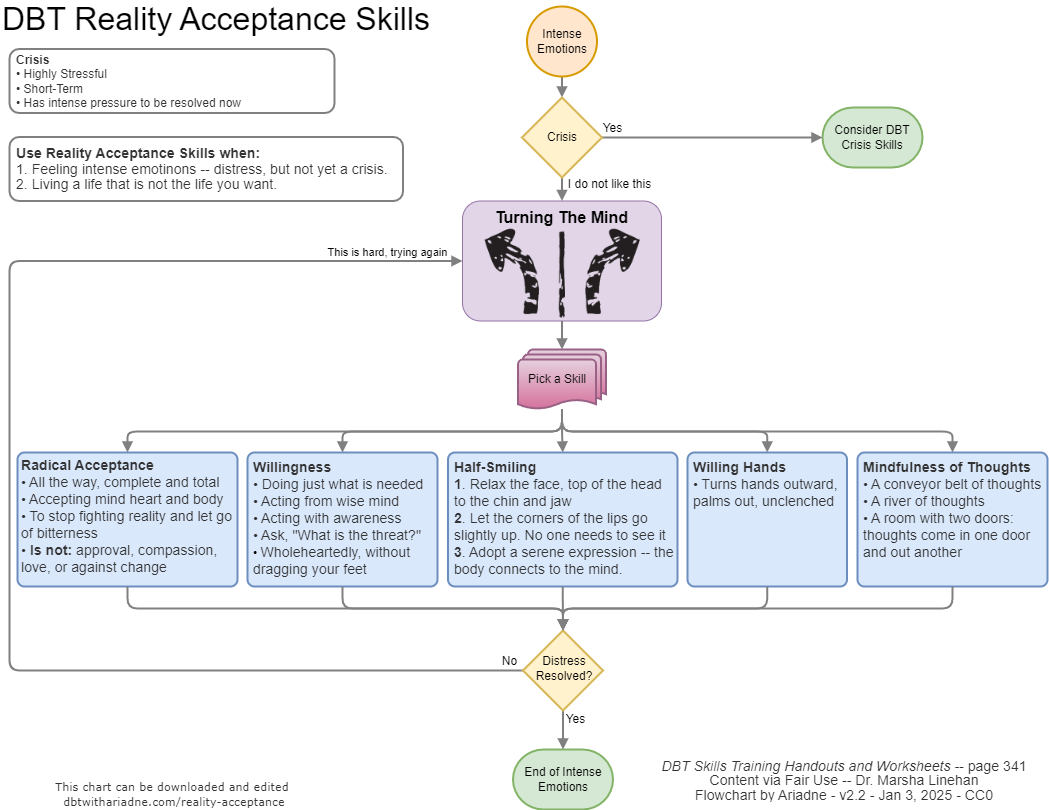 DBT Reality Acceptance Skills
Crisis
• Highly Stressful
• Short-Term
• Has intense pressure to be resolved now
Use Reality Acceptance Skills when:
1. Feeling intense emotinons -- distress, but not yet a crisis.
2. Living a life that is not the life you want.
Intense
Emotions
Crisis
Yes
Consider DBT
Crisis Skills
I do not like this
Turning The Mind
This is hard, trying again
Pick a Skill
Radical Acceptance
• All the way, complete and total
• Accepting mind heart and body
• To stop fighting reality and let go
of bitterness
• Is not: approval, compassion,
love, or against change
Willingness
• Doing just what is needed
• Acting from wise mind
• Acting with awareness
• Ask, "What is the threat?"
• Wholeheartedly, without
dragging your feet
Half-Smiling
1. Relax the face, top of the head
to the chin and jaw
2. Let the corners of the lips go
slightly up. No one needs to see it
3. Adopt a serene expression -- the
body connects to the mind.
Willing Hands
• Turns hands outward,
palms out, unclenched
Mindfulness of Thoughts
• A conveyor belt of thoughts
• A river of thoughts
• A room with two doors:
thoughts come in one door
and out another
No
Distress
Resolved?
Yes
End of Intense
Emotions
This chart can be downloaded and edited
dbtwithariadne.com/reality-acceptance
DBT Skills Training Handouts and Worksheets -- page 341
Content via Fair Use -- Dr. Marsha Linehan
Flowchart by Ariadne - v2.2 - Jan 3, 2025 - CC0